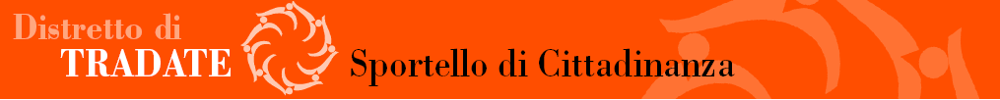 Distretto di
TRADATE
Sportello di Cittadinanza